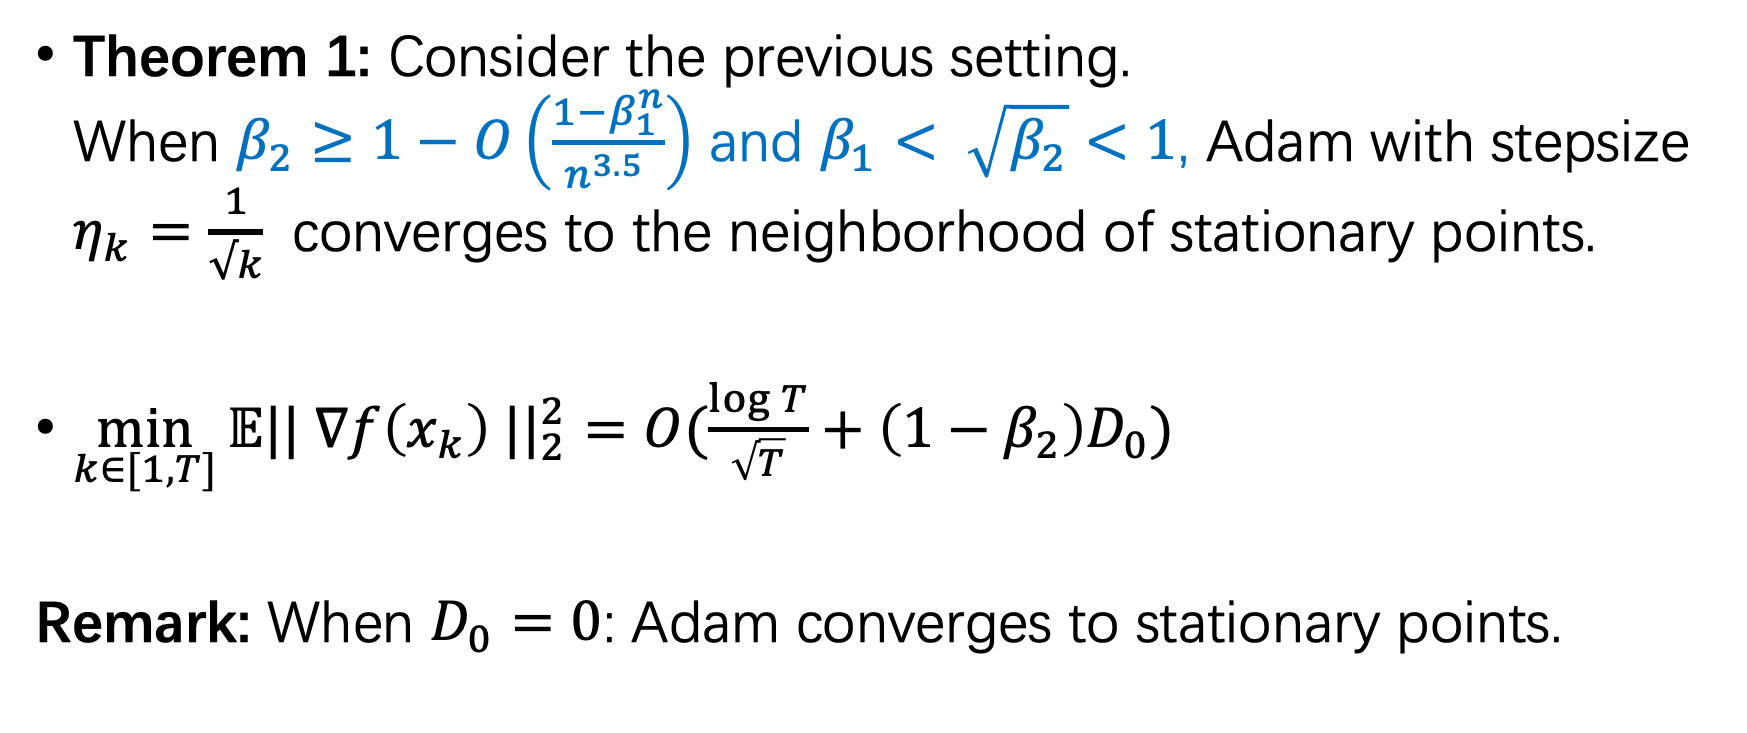 • Theorem 1: Consider the previous setting.
When β₂ ≥ 1 − O((1−β₁ⁿ)/n^3.5) and β₁ < √β₂ < 1, Adam with stepsize
ηₖ = 1/√k converges to the neighborhood of stationary points.
• min_{k∈[1,T]} 𝔼|| ∇f(xₖ) ||₂² = O(log T/√T + (1 − β₂)D₀)
Remark: When D₀ = 0: Adam converges to stationary points.